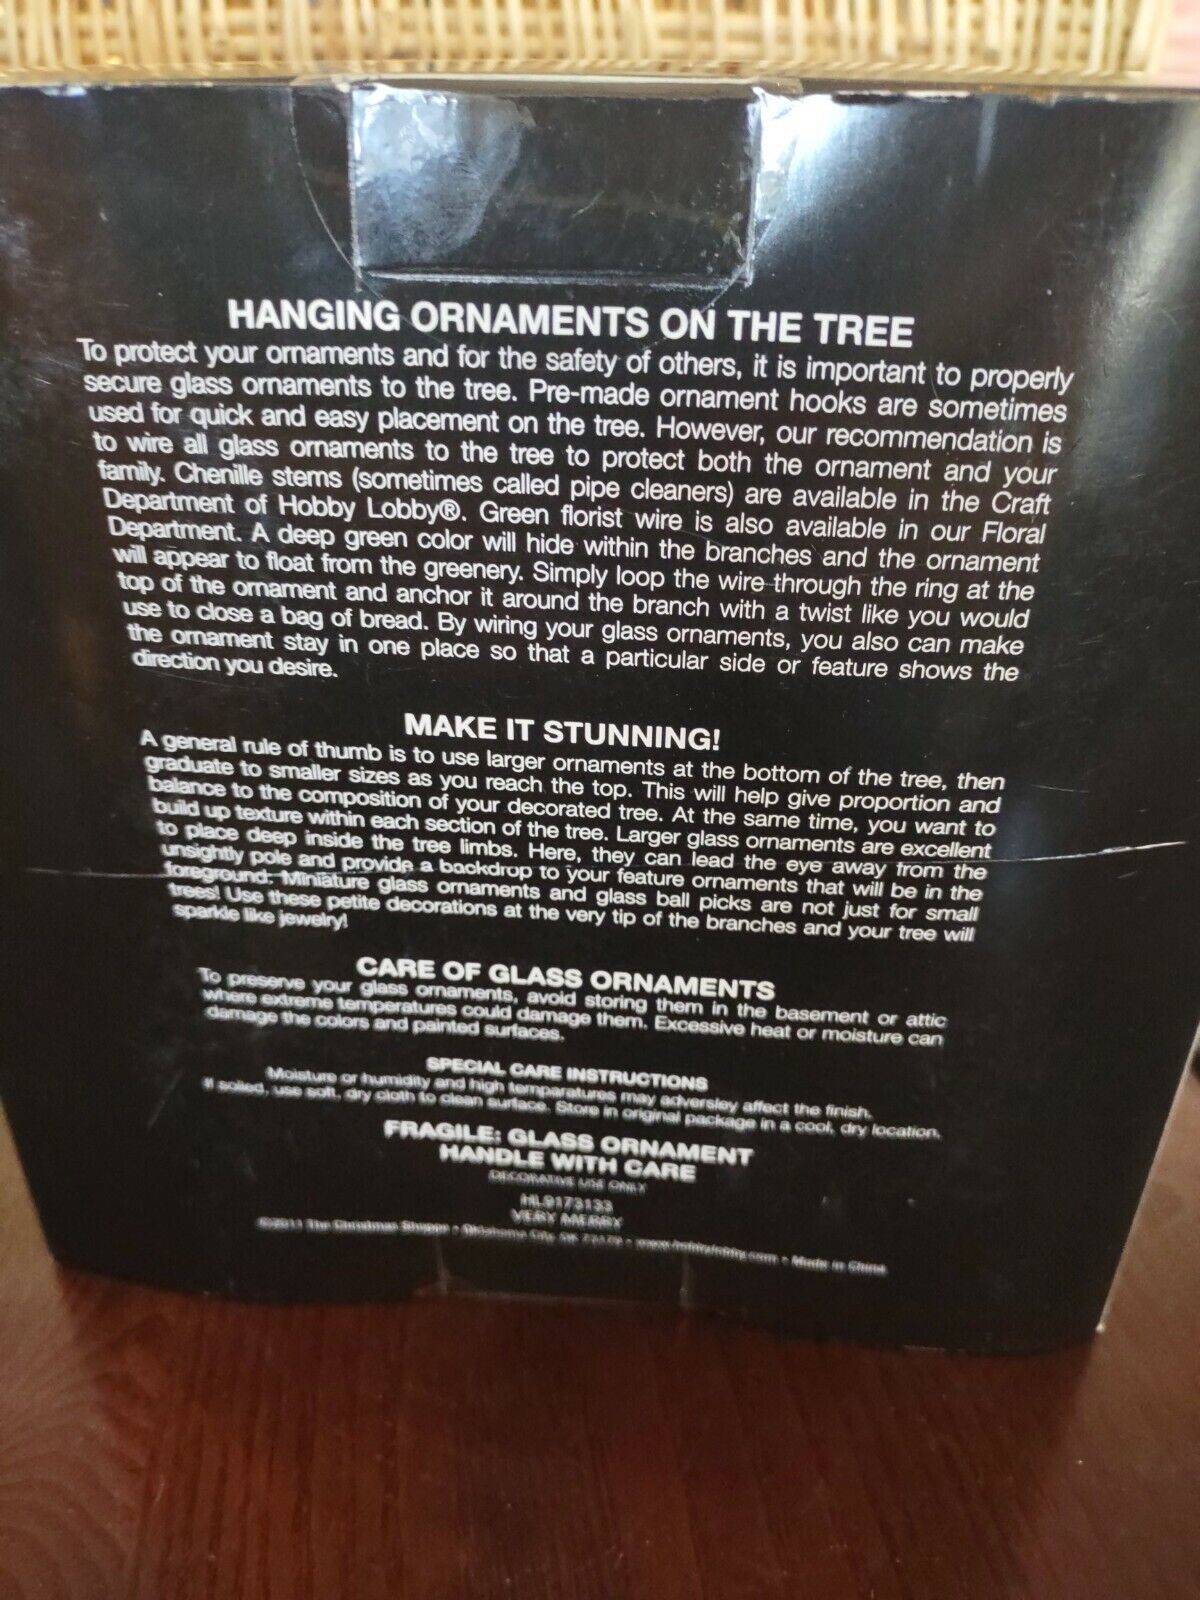 HANGING ORNAMENTS ON THE TREE
To protect your ornaments and for the safety of others, it is important to properly
secure glass ornaments to the tree. Pre-made ornament hooks are sometimes
used for quick and easy placement on the tree. However, our recommendation is
to wire all glass ornaments to the tree to protect both the ornament and your
family. Chenille stems (sometimes called pipe cleaners) are available in the Craft
Department of Hobby Lobby®. Green florist wire is also available in our Floral
Department. A deep green color will hide within the branches and the ornament
will appear to float from the greenery. Simply loop the wire through the ring at the
top of the ornament and anchor it around the branch with a twist like you would
use to close a bag of bread. By wiring your glass ornaments, you also can make
the ornament stay in one place so that a particular side or feature shows the
direction you desire.
MAKE IT STUNNING!
A general rule of thumb is to use larger ornaments at the bottom of the tree, then
graduate to smaller sizes as you reach the top. This will help give proportion and
balance to the composition of your decorated tree. At the same time, you want to
build up texture within each section of the tree. Larger glass ornaments are excellent
to place deep inside the tree limbs. Here, they can lead the eye away from the
unsightly pole and provide a backdrop to your feature ornaments that will be in the
foreground. Miniature glass ornaments and glass ball picks are not just for small
trees! Use these petite decorations at the very tip of the branches and your tree will
sparkle like jewelry!
CARE OF GLASS ORNAMENTS
To preserve your glass ornaments, avoid storing them in the basement or attic
where extreme temperatures could damage them. Excessive heat or moisture can
damage the colors and painted surfaces.
SPECIAL CARE INSTRUCTIONS
Moisture or humidity and high temparatures may adversley affect the finish.
If soiled, use soft, dry cloth to clean surface. Store in original package in a cool, dry location.
FRAGILE: GLASS ORNAMENT
HANDLE WITH CARE
DECORATIVE USE ONLY
HL9173133
VERY MERRY
©2011 The Christmas Shoppe • Oklahoma City, OK 73179 • www.hobbylobby.com • Made in China